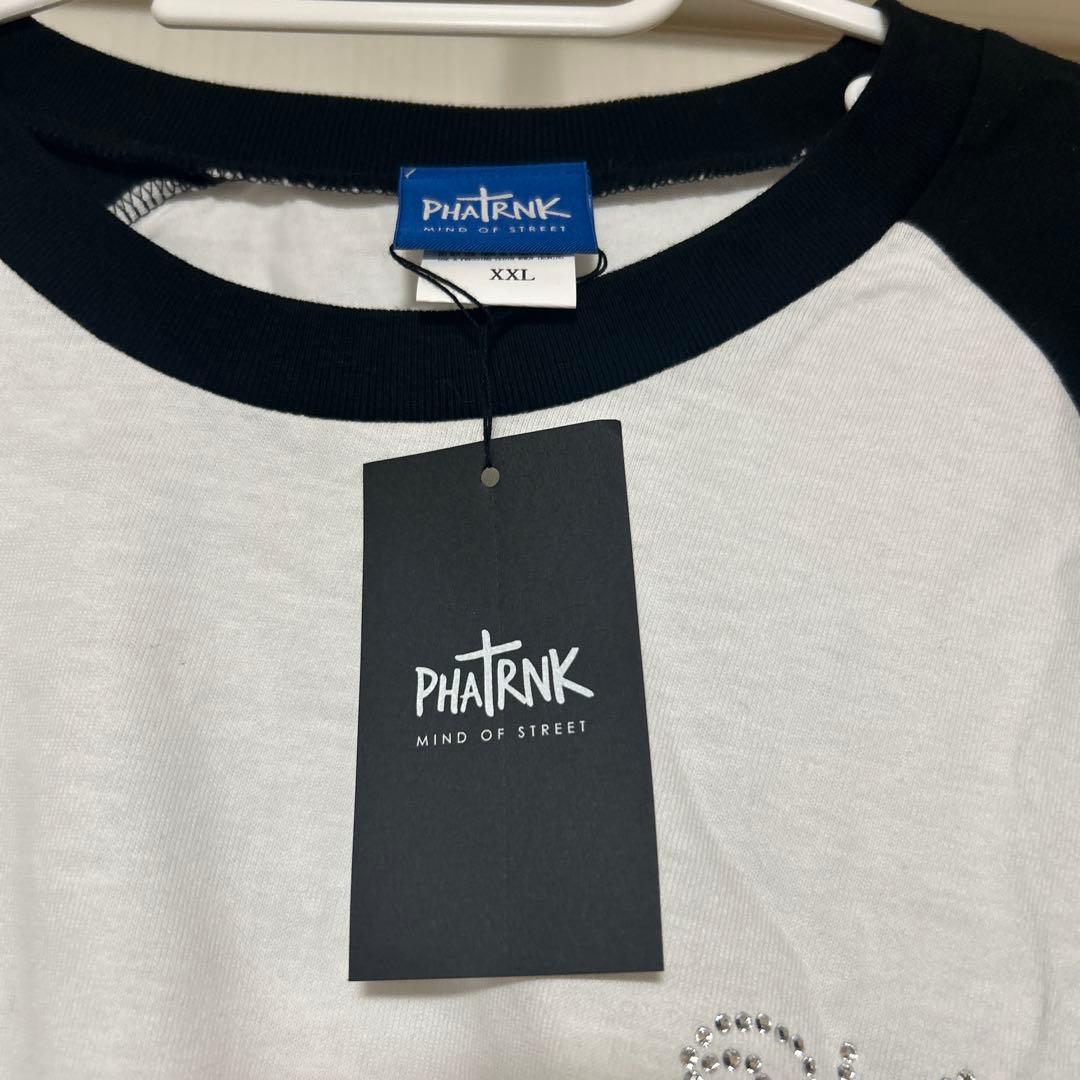 PHATRNK
MIND OF STREET
XXL
PHATRNK
MIND OF STREET